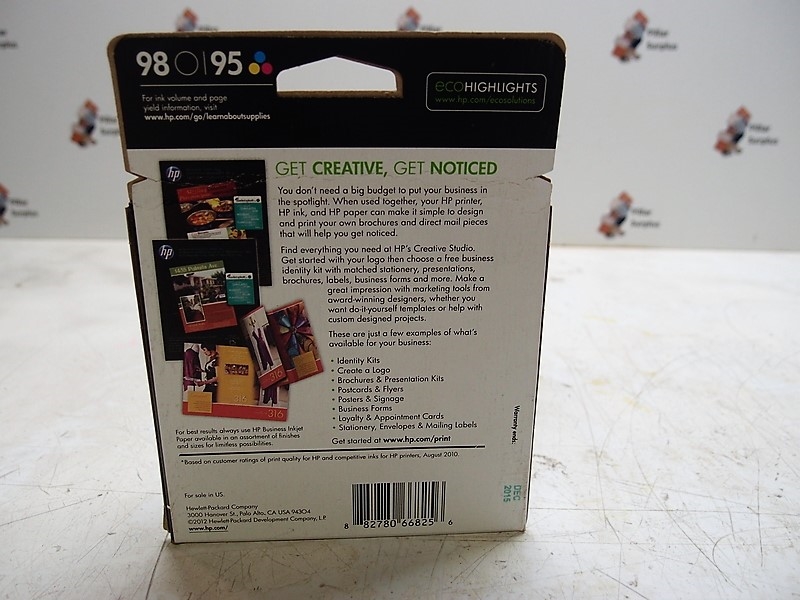 98 95
For ink volume and page
yield information, visit
www.hp.com/go/learnaboutsupplies
ecoHIGHLIGHTS
www.hp.com/ecosolutions
hp
GET CREATIVE, GET NOTICED
You don't need a big budget to put your business in
the spotlight. When used together, your HP printer,
HP ink, and HP paper can make it simple to design
and print your own brochures and direct mail pieces
that will help you get noticed.
hp
Find everything you need at HP's Creative Studio.
Get started with your logo then choose a free business
identity kit with matched stationery, presentations,
brochures, labels, business forms and more. Make a
great impression with marketing tools from
award-winning designers, whether you
want do-it-yourself templates or help with
custom designed projects.
These are just a few examples of what's
available for your business:
• Identity Kits
• Create a Logo
• Brochures & Presentation Kits
• Postcards & Flyers
• Posters & Signage
• Business Forms
• Loyalty & Appointment Cards
• Stationery, Envelopes & Mailing Labels
Get started at www.hp.com/print
316
316
316
For best results always use HP Business Inkjet
Paper available in an assortment of finishes
and sizes for limitless possibilities.
*Based on customer ratings of print quality for HP and competitive inks for HP printers, August 2010.
Warranty ends:
DEC
2015
For sale in US.
Hewlett-Packard Company
3000 Hanover St., Palo Alto, CA USA 94304
©2012 Hewlett-Packard Development Company, L.P.
www.hp.com/
8 82780 66825 6
Pillar
Surplus
Pillar
Surplus
Pillar
Surplus